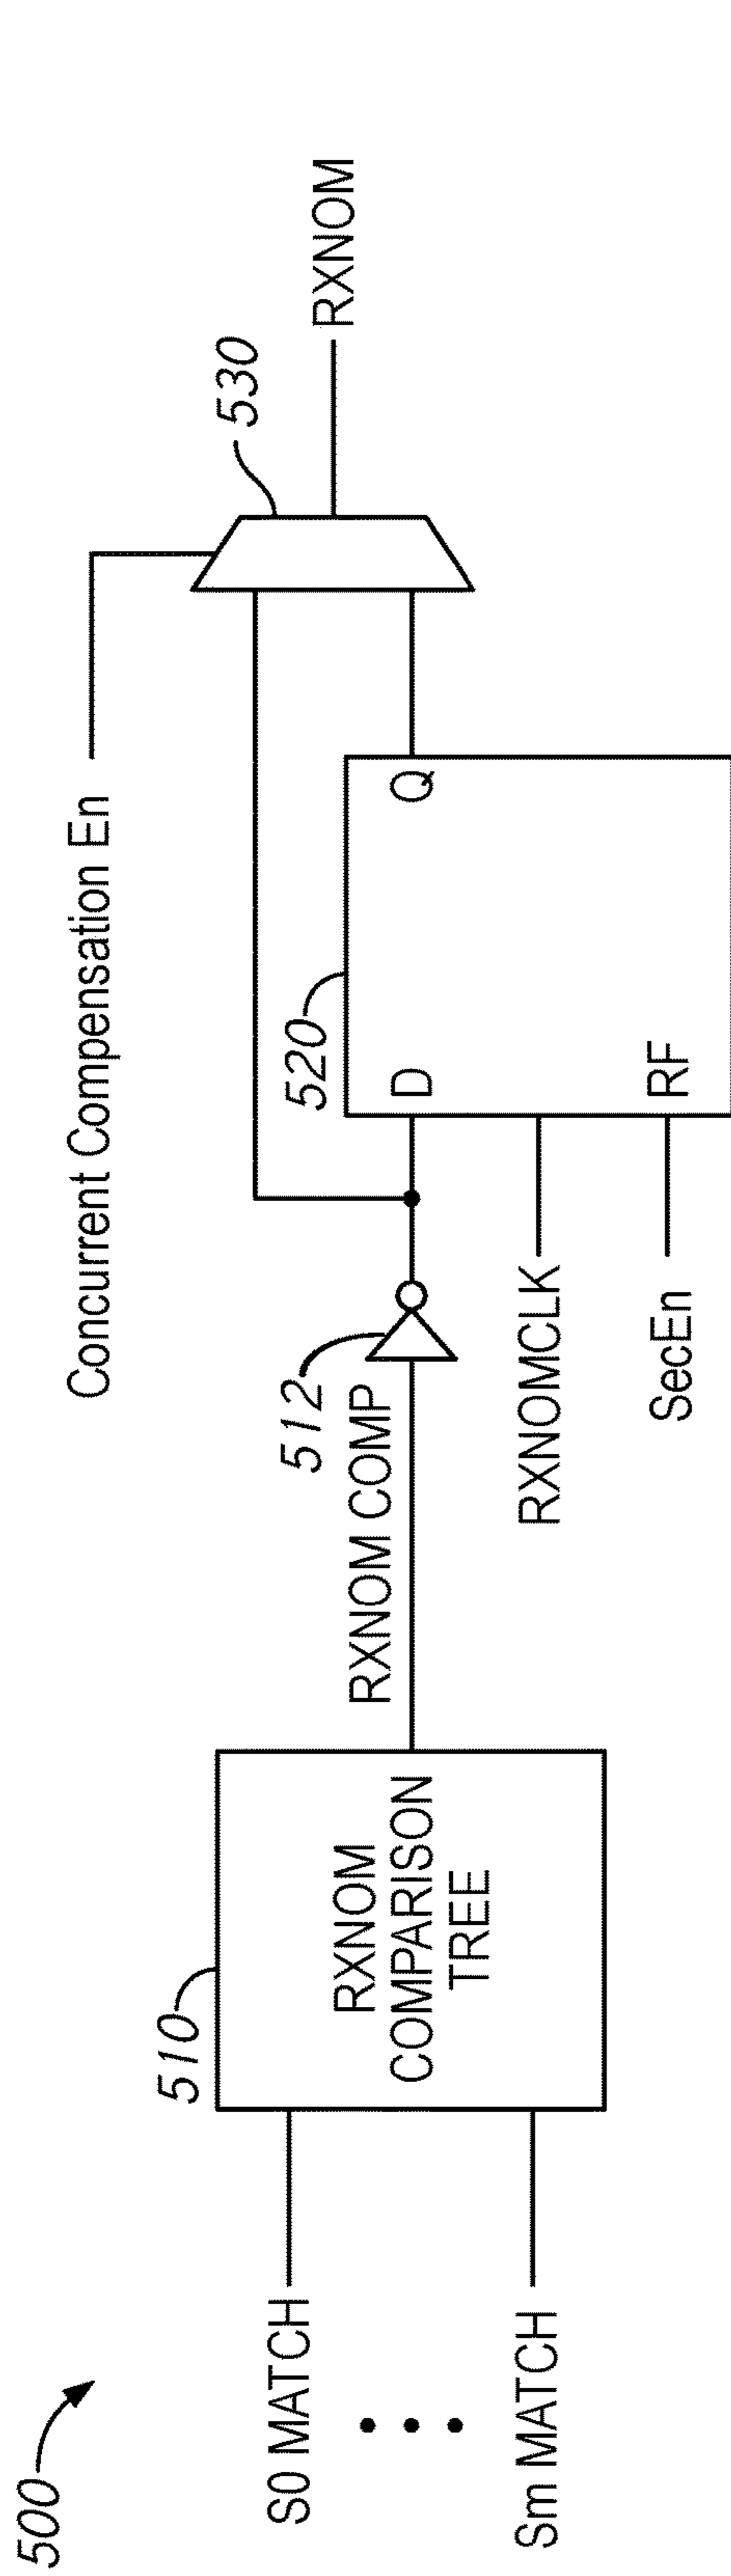 500
S0 MATCH
Sm MATCH
510
RXNOM
COMPARISON
TREE
RXNOM COMP
512
RXNOMCLK
SecEn
520
D
RF
Q
Concurrent Compensation En
530
RXNOM